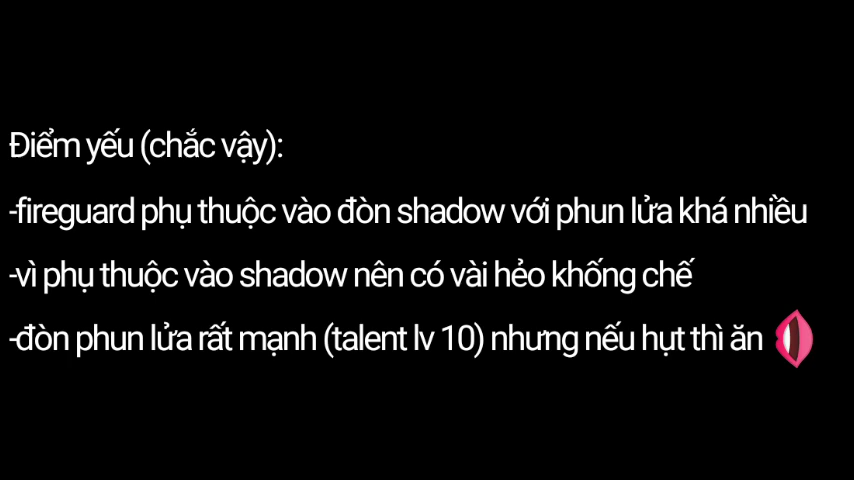 Điểm yếu (chắc vậy):
-fireguard phụ thuộc vào đòn shadow với phun lửa khá nhiều
-vì phụ thuộc vào shadow nên có vài hẻo khống chế
-đòn phun lửa rất mạnh (talent lv 10) nhưng nếu hụt thì ăn